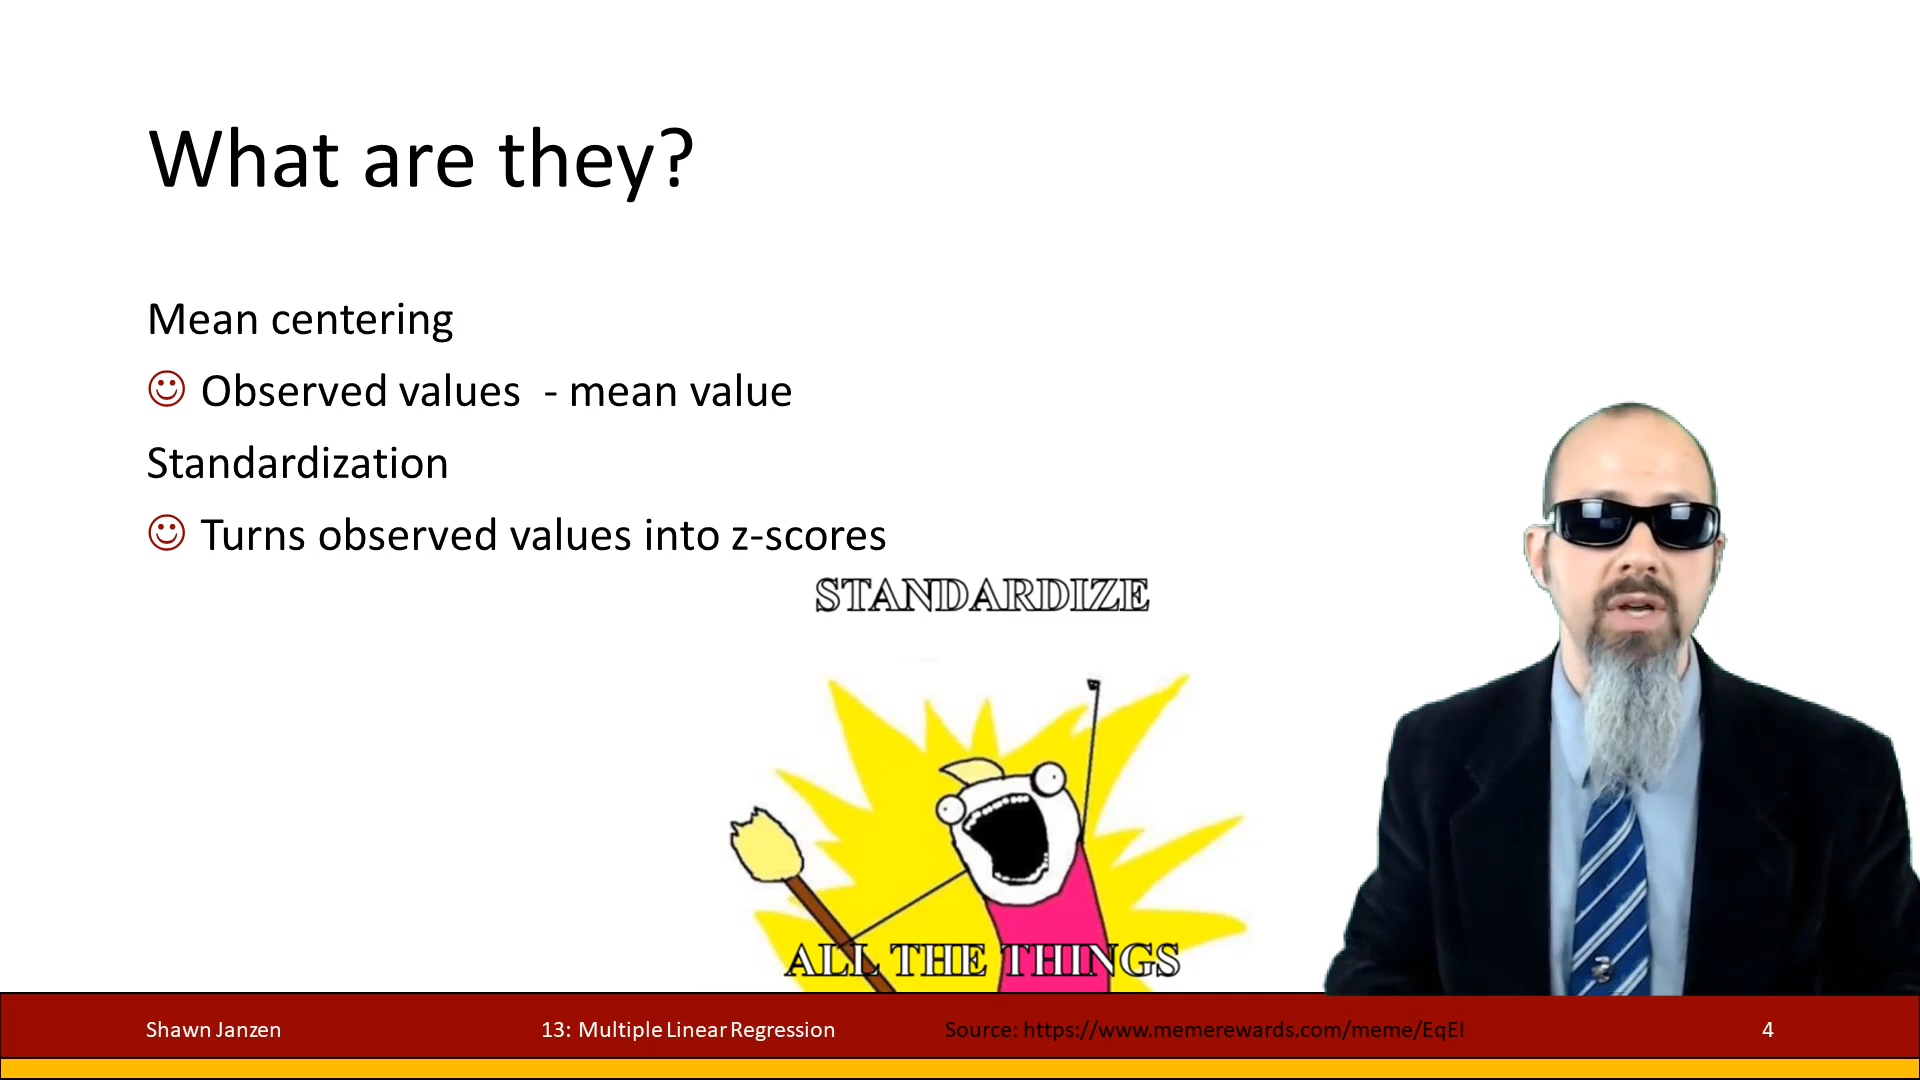 What are they?
Mean centering
Observed values  - mean value
Standardization
Turns observed values into z-scores
STANDARDIZE
ALL THE THINGS
Shawn Janzen
13: Multiple Linear Regression
Source: https://www.memerewards.com/meme/EqEl
4